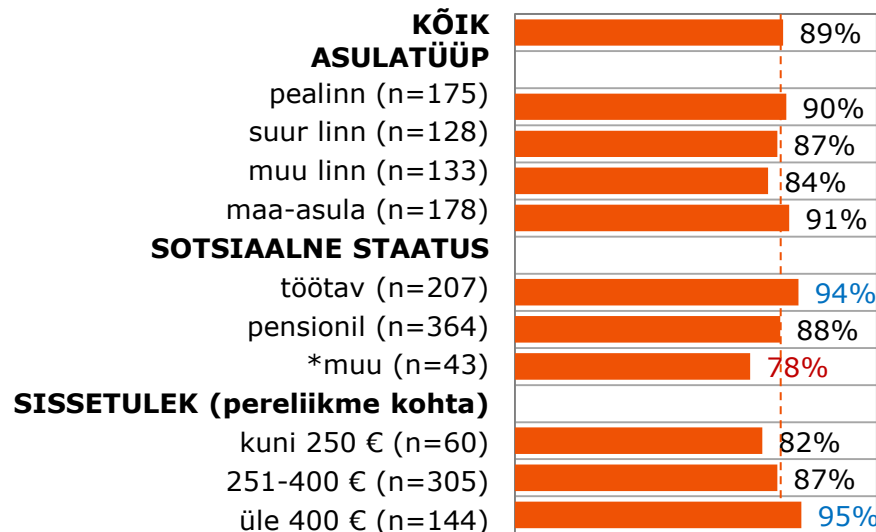 KÕIK 89%
ASULATÜÜP
pealinn (n=175) 90%
suur linn (n=128) 87%
muu linn (n=133) 84%
maa-asula (n=178) 91%
SOTSIAALNE STAATUS
töötav (n=207) 94%
pensionil (n=364) 88%
*muu (n=43) 78%
SISSETULEK (pereliikme kohta)
kuni 250 € (n=60) 82%
251-400 € (n=305) 87%
üle 400 € (n=144) 95%